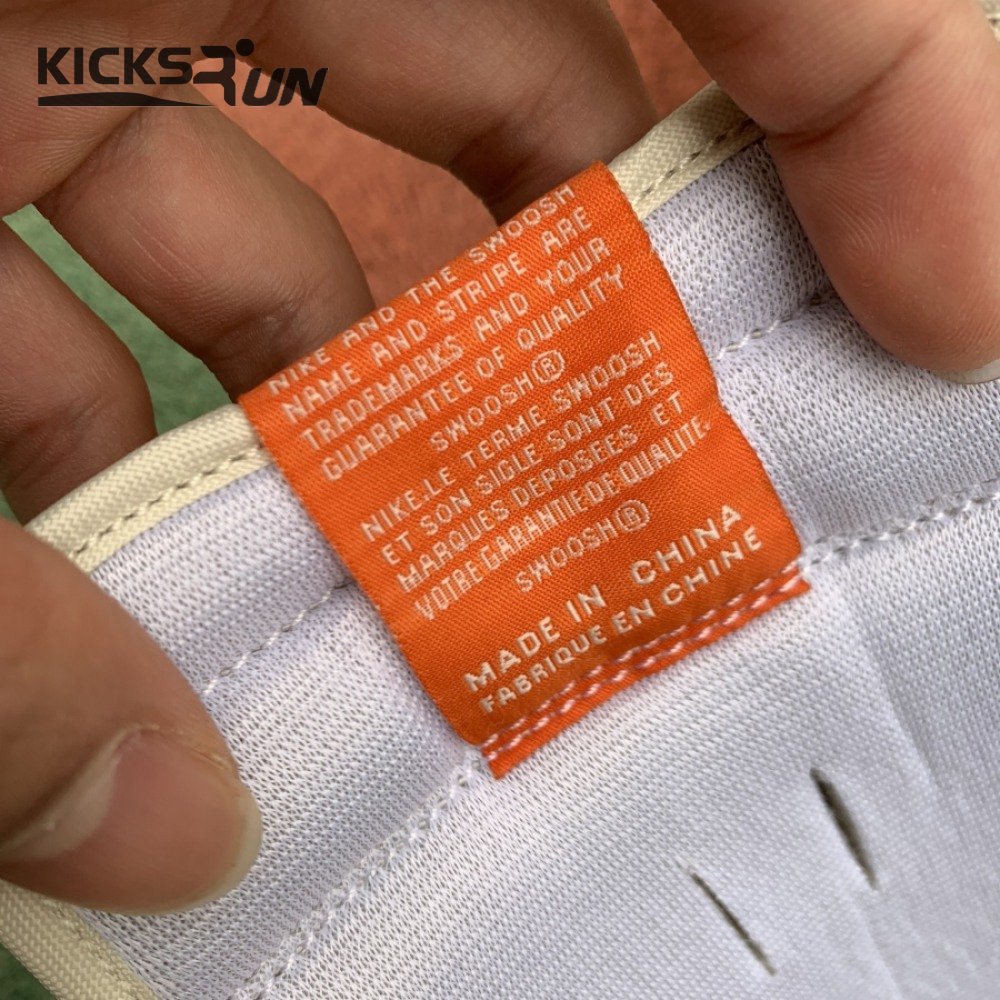 KICKSRUN
NIKE AND THE SWOOSH
NAME AND STRIPE ARE
TRADEMARKS AND YOUR
GUARANTEE OF QUALITY
SWOOSH®
NIKE.LE TERME SWOOSH
ET SON SIGLE SONT DES
MARQUES DEPOSEES ET
VOTRE GARANTIE DE QUALITE.
SWOOSH®
MADE IN CHINA
FABRIQUE EN CHINE